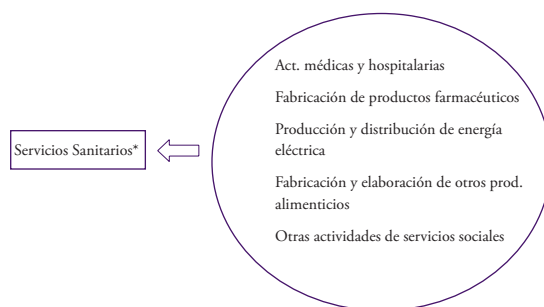 Act. médicas y hospitalarias
Fabricación de productos farmacéuticos
Producción y distribución de energía
eléctrica
Servicios Sanitarios*
Fabricación y elaboración de otros prod.
alimenticios
Otras actividades de servicios sociales